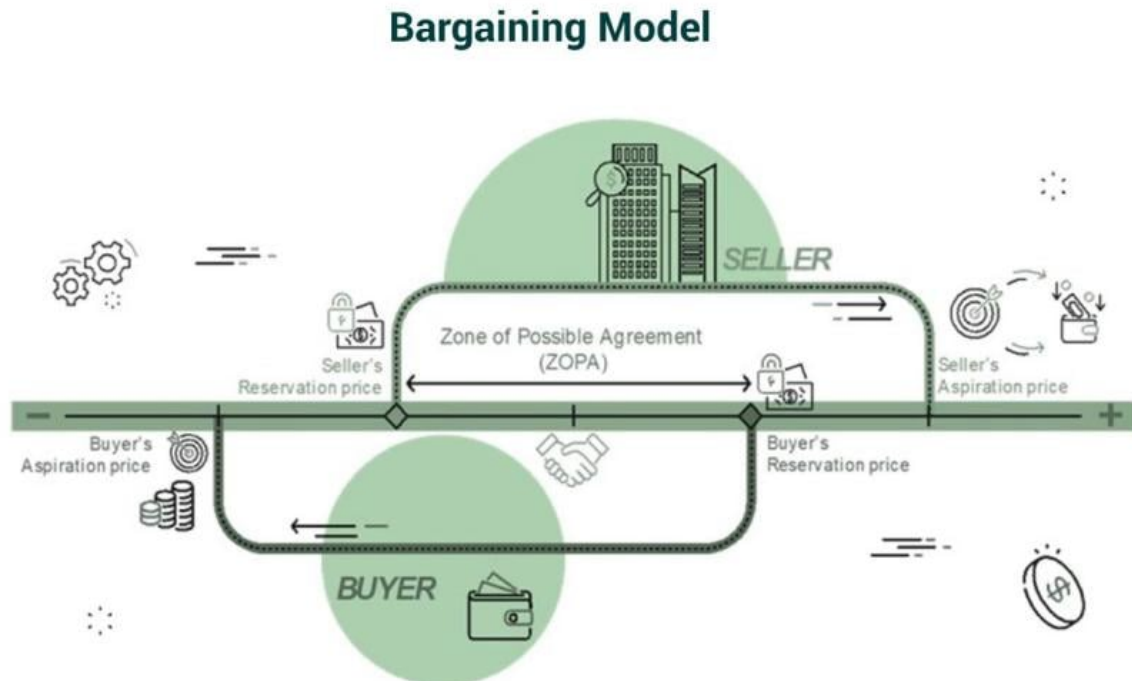 Bargaining Model
SELLER
Zone of Possible Agreement
(ZOPA)
Seller's
Reservation price
Seller's
Aspiration price
Buyer's
Aspiration price
Buyer's
Reservation price
BUYER